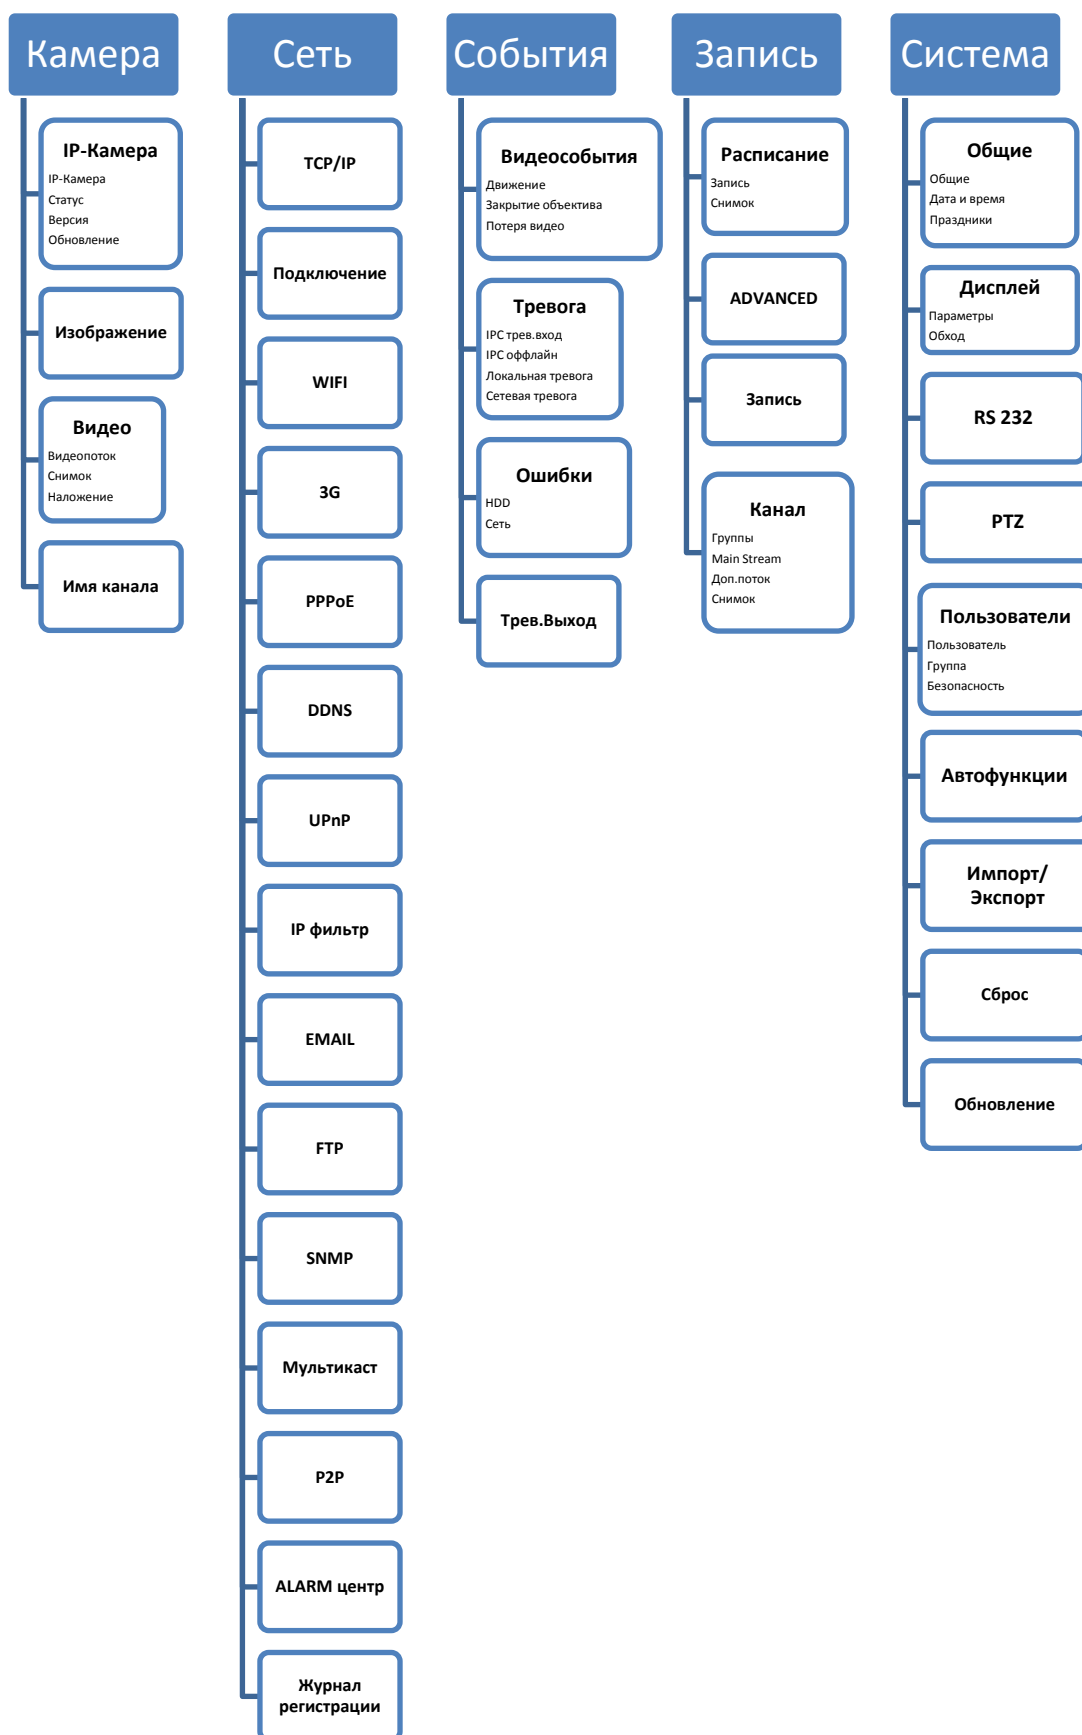 Камера
IP-Камера
IP-Камера
Статус
Версия
Обновление
Изображение
Видео
Видеопоток
Снимок
Наложение
Имя канала
Сеть
TCP/IP
Подключение
WIFI
3G
PPPoE
DDNS
UPnP
IP фильтр
EMAIL
FTP
SNMP
Мультикаст
P2P
ALARM центр
Журнал
регистрации
События
Видеособытия
Движение
Закрытие объектива
Потеря видео
Тревога
IPC трев.вход
IPC оффлайн
Локальная тревога
Сетевая тревога
Ошибки
HDD
Сеть
Трев.Выход
Запись
Расписание
Запись
Снимок
ADVANCED
Запись
Канал
Группы
Main Stream
Доп.поток
Снимок
Система
Общие
Общие
Дата и время
Праздники
Дисплей
Параметры
Обход
RS 232
PTZ
Пользователи
Пользователь
Группа
Безопасность
Автофункции
Импорт/
Экспорт
Сброс
Обновление